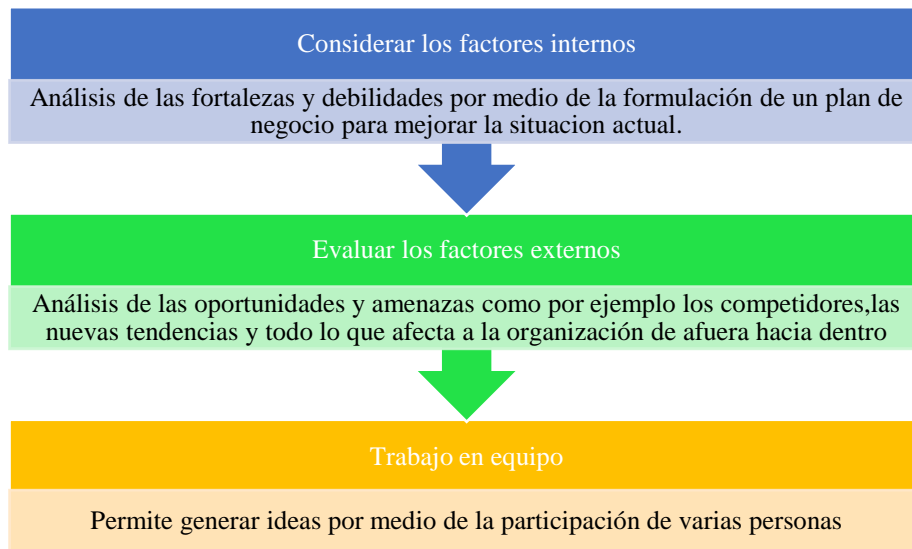 Considerar los factores internos
Análisis de las fortalezas y debilidades por medio de la formulación de un plan de
negocio para mejorar la situacion actual.
Evaluar los factores externos
Análisis de las oportunidades y amenazas como por ejemplo los competidores,las
nuevas tendencias y todo lo que afecta a la organización de afuera hacia dentro
Trabajo en equipo
Permite generar ideas por medio de la participación de varias personas